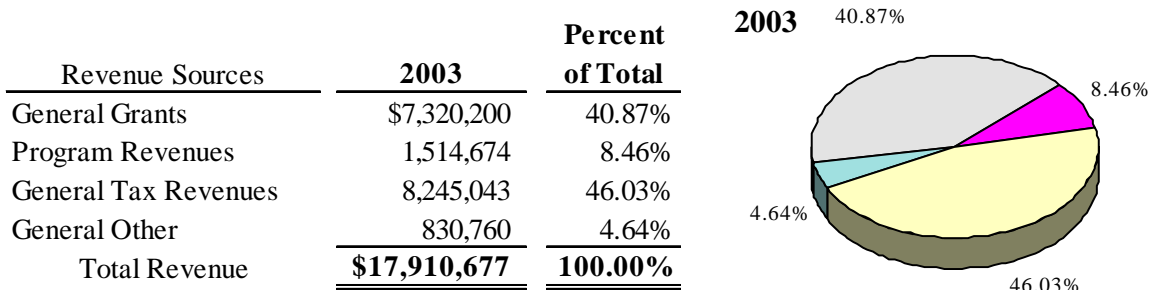 Revenue Sources 2003 Percent of Total
General Grants $7,320,200 40.87%
Program Revenues 1,514,674 8.46%
General Tax Revenues 8,245,043 46.03%
General Other 830,760 4.64%
Total Revenue $17,910,677 100.00%
2003
40.87%
8.46%
4.64%
46.03%